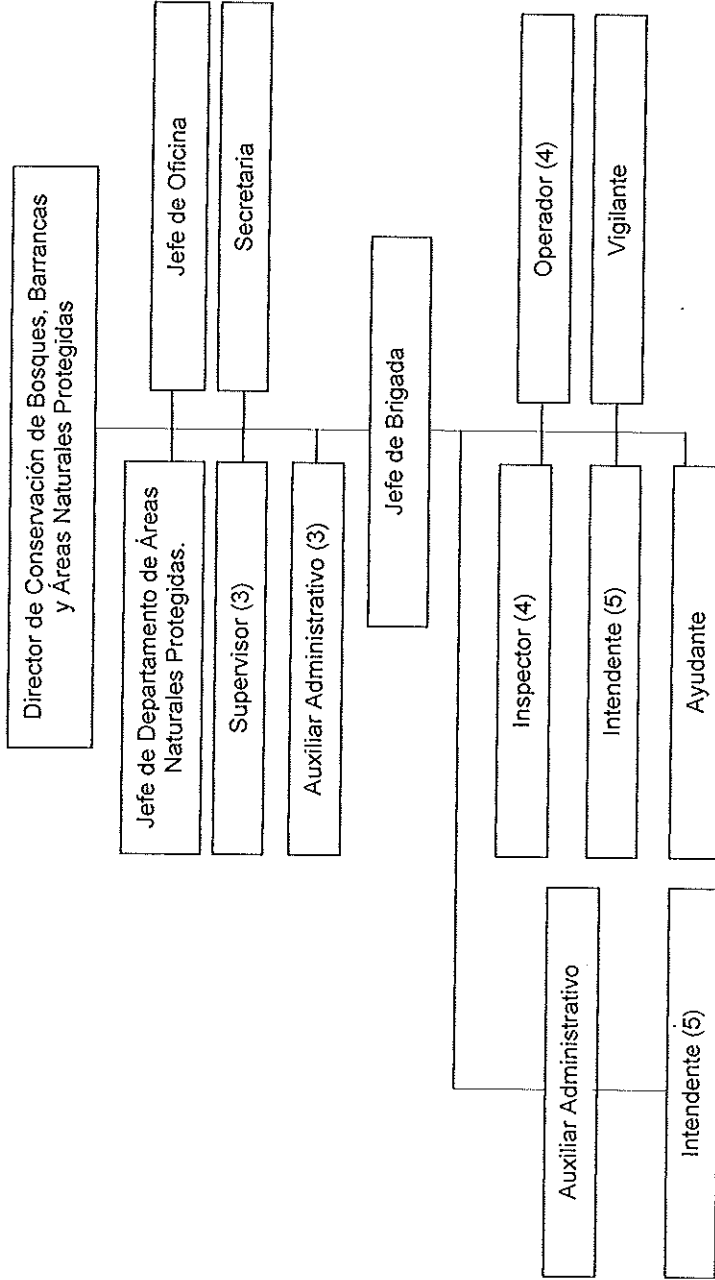 Director de Conservación de Bosques, Barrancas
y Áreas Naturales Protegidas
Jefe de Departamento de Áreas
Naturales Protegidas.
Jefe de Oficina
Supervisor (3)
Secretaria
Auxiliar Administrativo (3)
Jefe de Brigada
Inspector (4)
Operador (4)
Auxiliar Administrativo
Intendente (5)
Vigilante
Intendente (5)
Ayudante